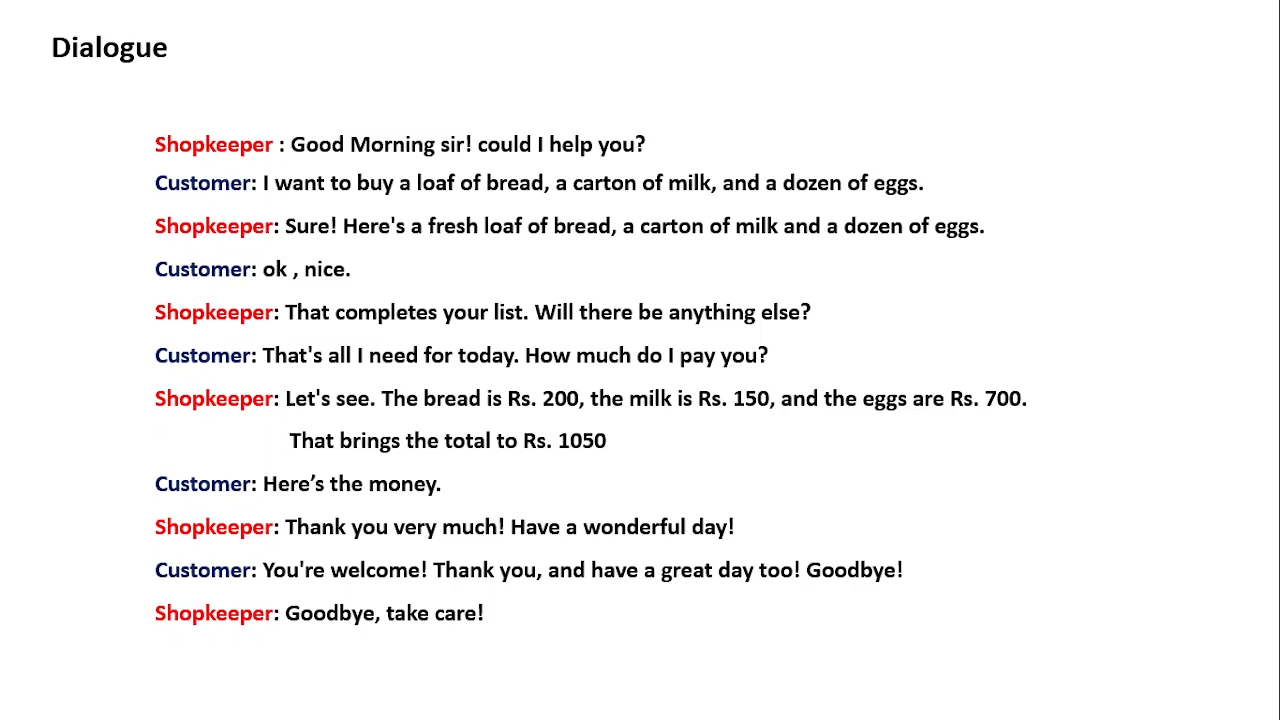 Dialogue
Shopkeeper : Good Morning sir! could I help you?
Customer: I want to buy a loaf of bread, a carton of milk, and a dozen of eggs.
Shopkeeper: Sure! Here's a fresh loaf of bread, a carton of milk and a dozen of eggs.
Customer: ok , nice.
Shopkeeper: That completes your list. Will there be anything else?
Customer: That's all I need for today. How much do I pay you?
Shopkeeper: Let's see. The bread is Rs. 200, the milk is Rs. 150, and the eggs are Rs. 700.
That brings the total to Rs. 1050
Customer: Here’s the money.
Shopkeeper: Thank you very much! Have a wonderful day!
Customer: You're welcome! Thank you, and have a great day too! Goodbye!
Shopkeeper: Goodbye, take care!